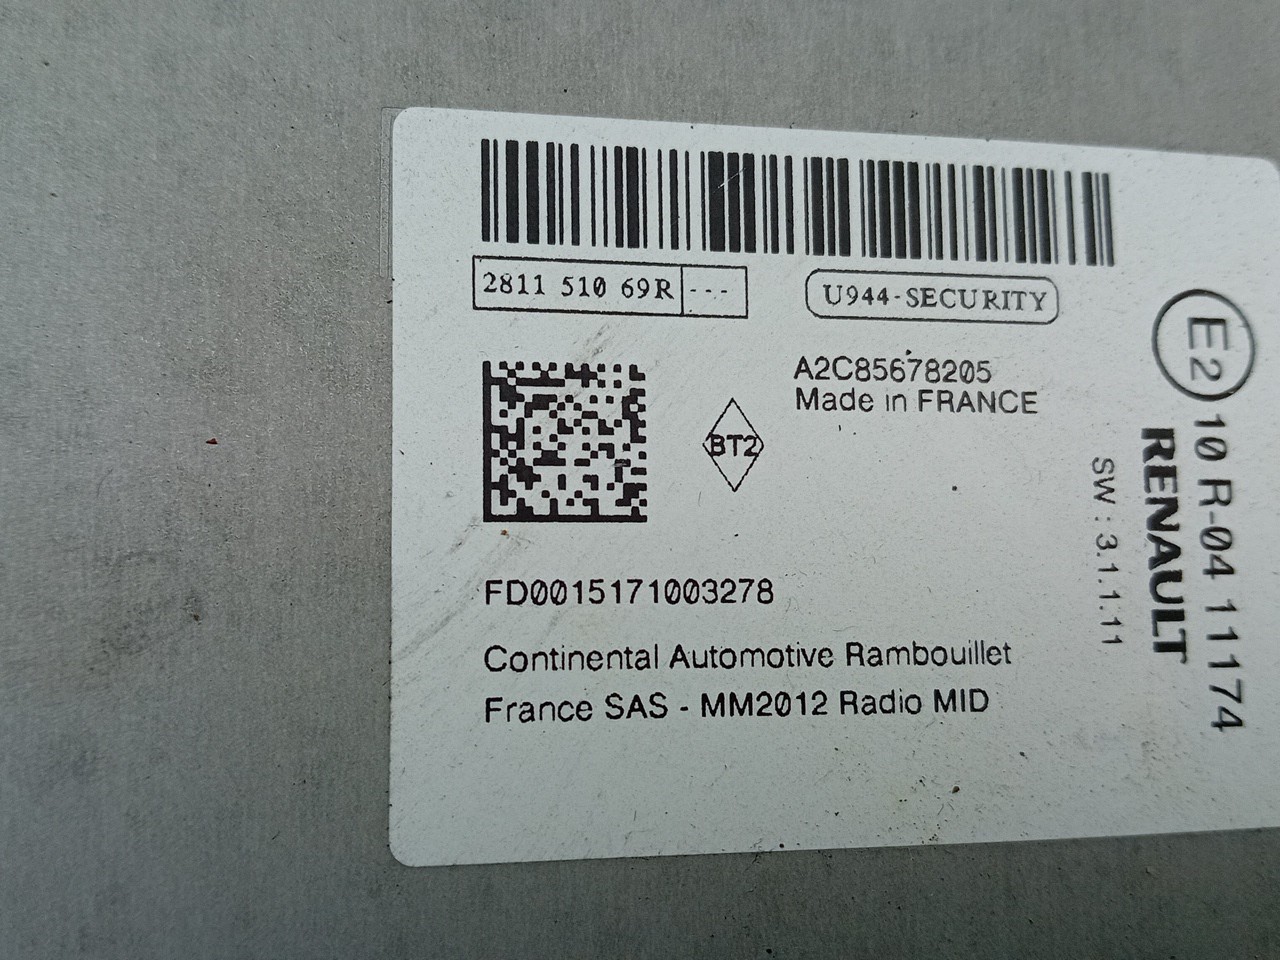 2811 510 69R ---
U944-SECURITY
A2C85678205
Made in FRANCE
BT2
FD0015171003278
Continental Automotive Rambouillet
France SAS - MM2012 Radio MID
E2 10 R-04 11174
RENAULT
SW : 3.1.1.11